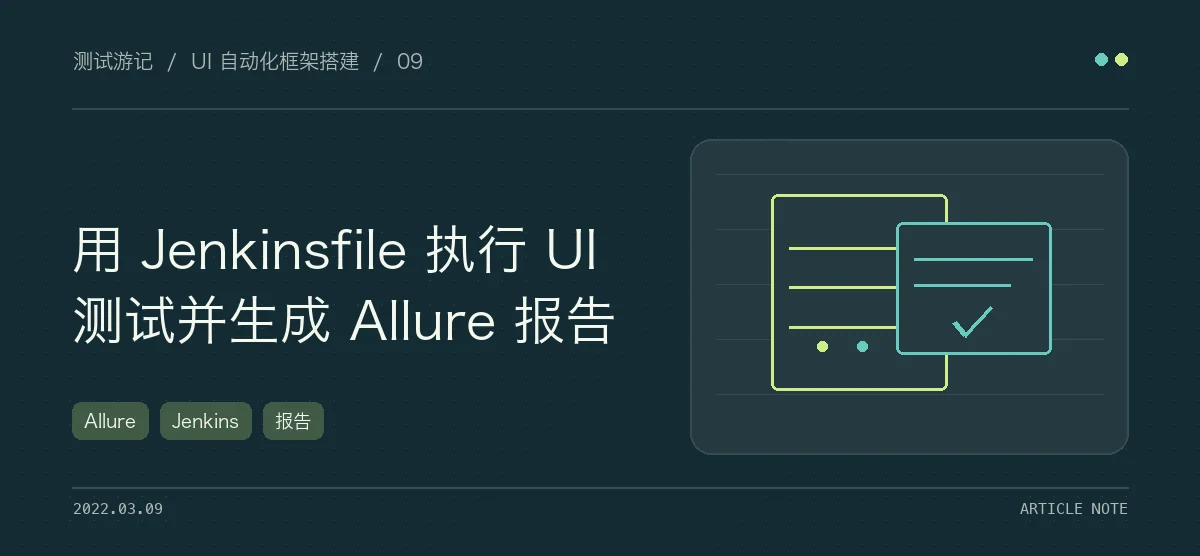 测试游记 / UI 自动化框架搭建 / 09
用 Jenkinsfile 执行 UI
测试并生成 Allure 报告
Allure Jenkins 报告
2022.03.09 ARTICLE NOTE